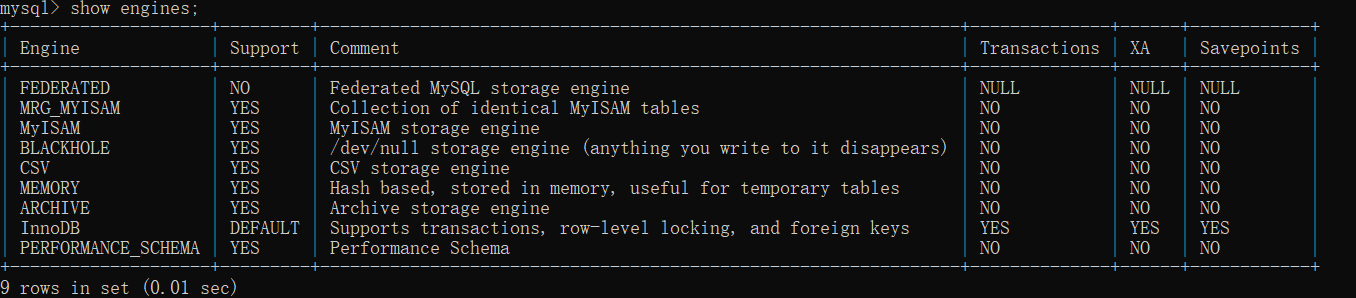 mysql> show engines;
Engine Support Comment Transactions XA Savepoints
FEDERATED NO Federated MySQL storage engine NULL NULL NULL
MRG_MYISAM YES Collection of identical MyISAM tables NO NO NO
MyISAM YES MyISAM storage engine NO NO NO
BLACKHOLE YES /dev/null storage engine (anything you write to it disappears) NO NO NO
CSV YES CSV storage engine NO NO NO
MEMORY YES Hash based, stored in memory, useful for temporary tables NO NO NO
ARCHIVE YES Archive storage engine NO NO NO
InnoDB DEFAULT Supports transactions, row-level locking, and foreign keys YES YES YES
PERFORMANCE_SCHEMA YES Performance Schema NO NO NO
9 rows in set (0.01 sec)